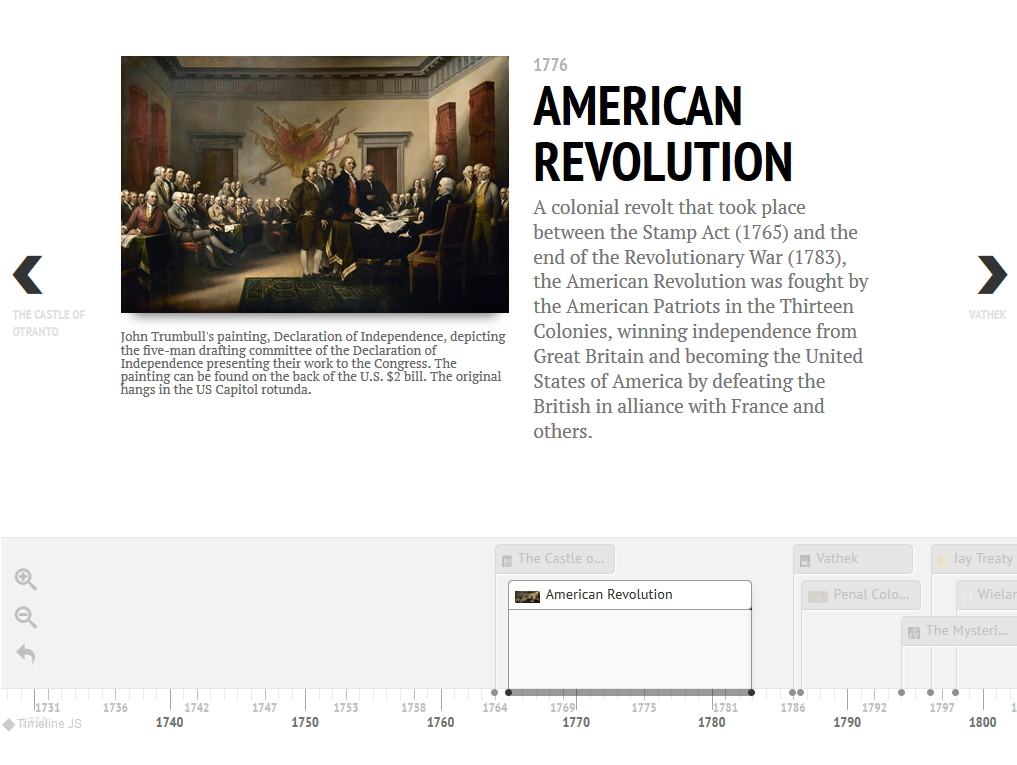 1776
AMERICAN
REVOLUTION
A colonial revolt that took place
between the Stamp Act (1765) and the
end of the Revolutionary War (1783),
the American Revolution was fought by
the American Patriots in the Thirteen
Colonies, winning independence from
Great Britain and becoming the United
States of America by defeating the
British in alliance with France and
others.
John Trumbull's painting, Declaration of Independence, depicting
the five-man drafting committee of the Declaration of
Independence presenting their work to the Congress. The
painting can be found on the back of the U.S. $2 bill. The original
hangs in the US Capitol rotunda.
THE CASTLE OF
OTRANTO
VATHEK
The Castle o...
Vathek
Jay Treaty
American Revolution
Penal Colo...
Wielan
The Mysteri...
1731 1736 1742 1747 1753 1758 1764 1769 1775 1781 1786 1792 1797
1740 1750 1760 1770 1780 1790 1800
Timeline JS